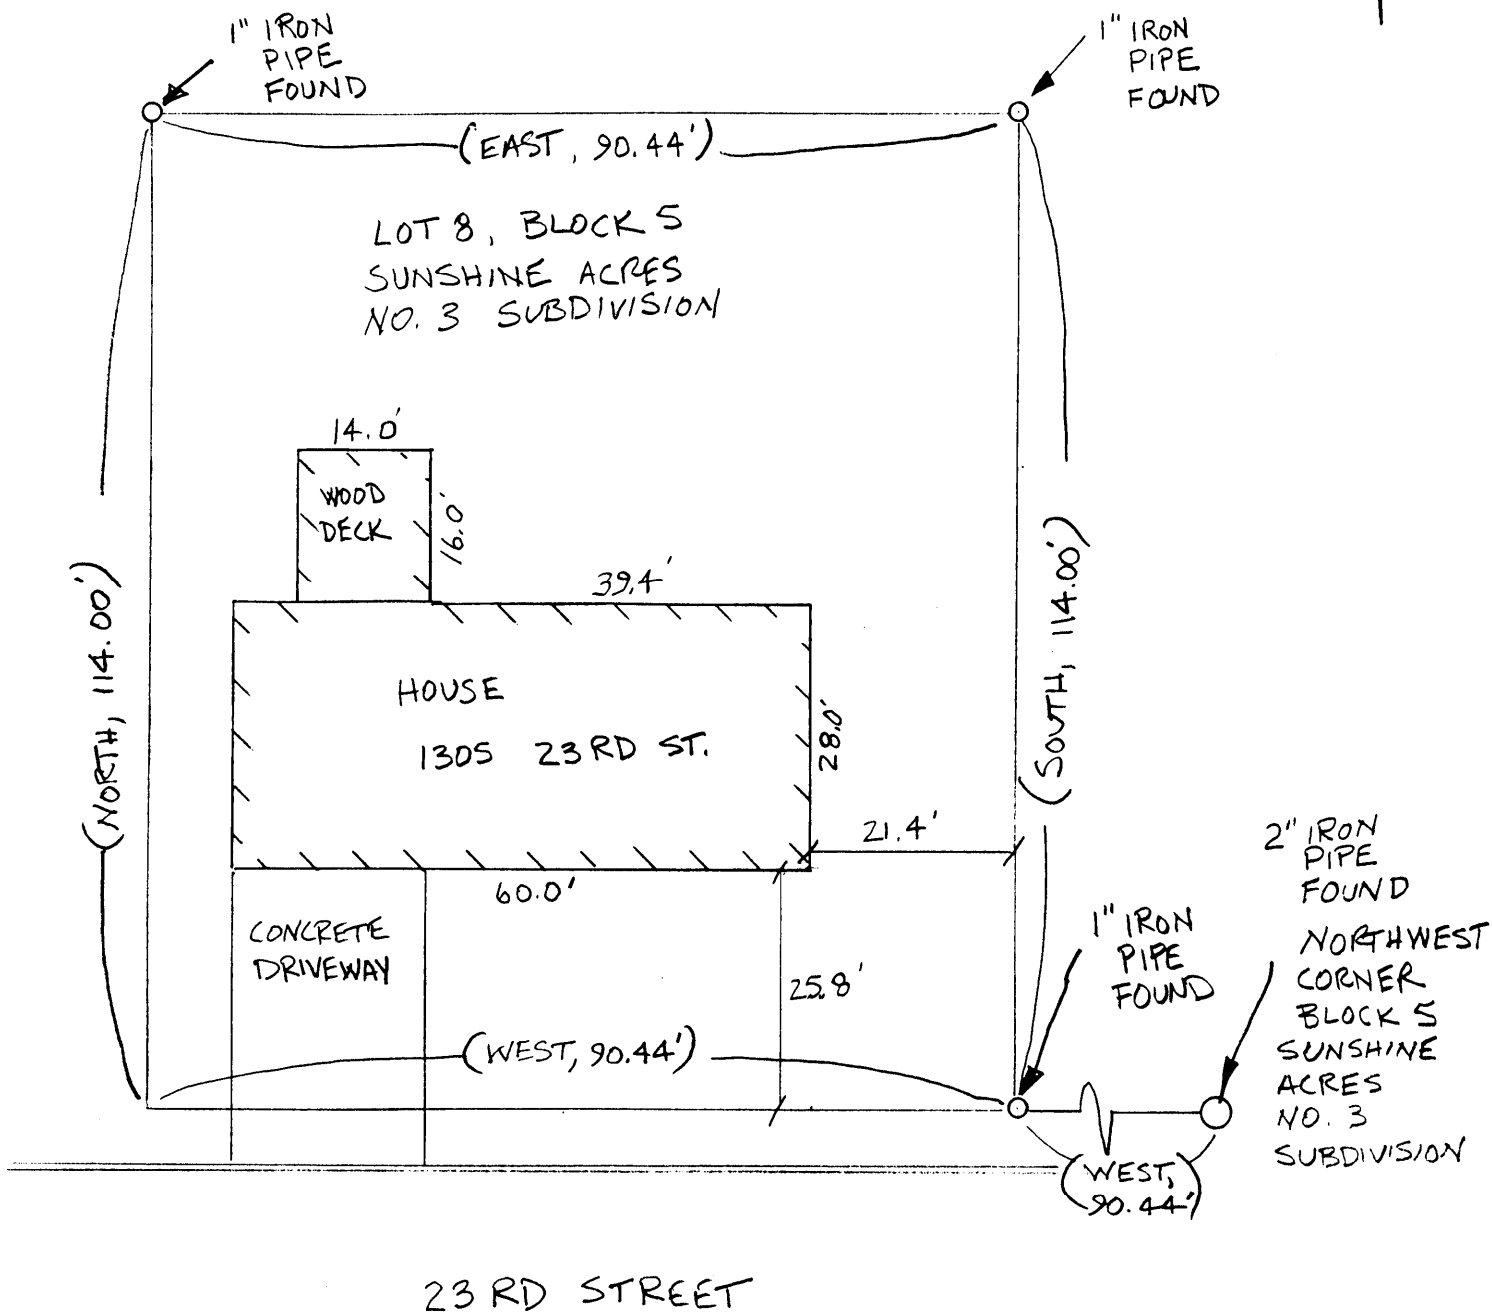 1" IRON
PIPE
FOUND
1" IRON
PIPE
FOUND
(EAST, 90.44')
LOT 8, BLOCK 5
SUNSHINE ACRES
NO. 3 SUBDIVISION
14.0'
WOOD
DECK
16.0'
39.4'
(NORTH, 114.00')
(SOUTH, 114.00')
HOUSE
1305 23RD ST.
28.0'
21.4'
60.0'
CONCRETE
DRIVEWAY
25.8'
(WEST, 90.44')
1" IRON
PIPE
FOUND
2" IRON
PIPE
FOUND
NORTHWEST
CORNER
BLOCK 5
SUNSHINE
ACRES
NO. 3
SUBDIVISION
(WEST,
90.44')
23RD STREET